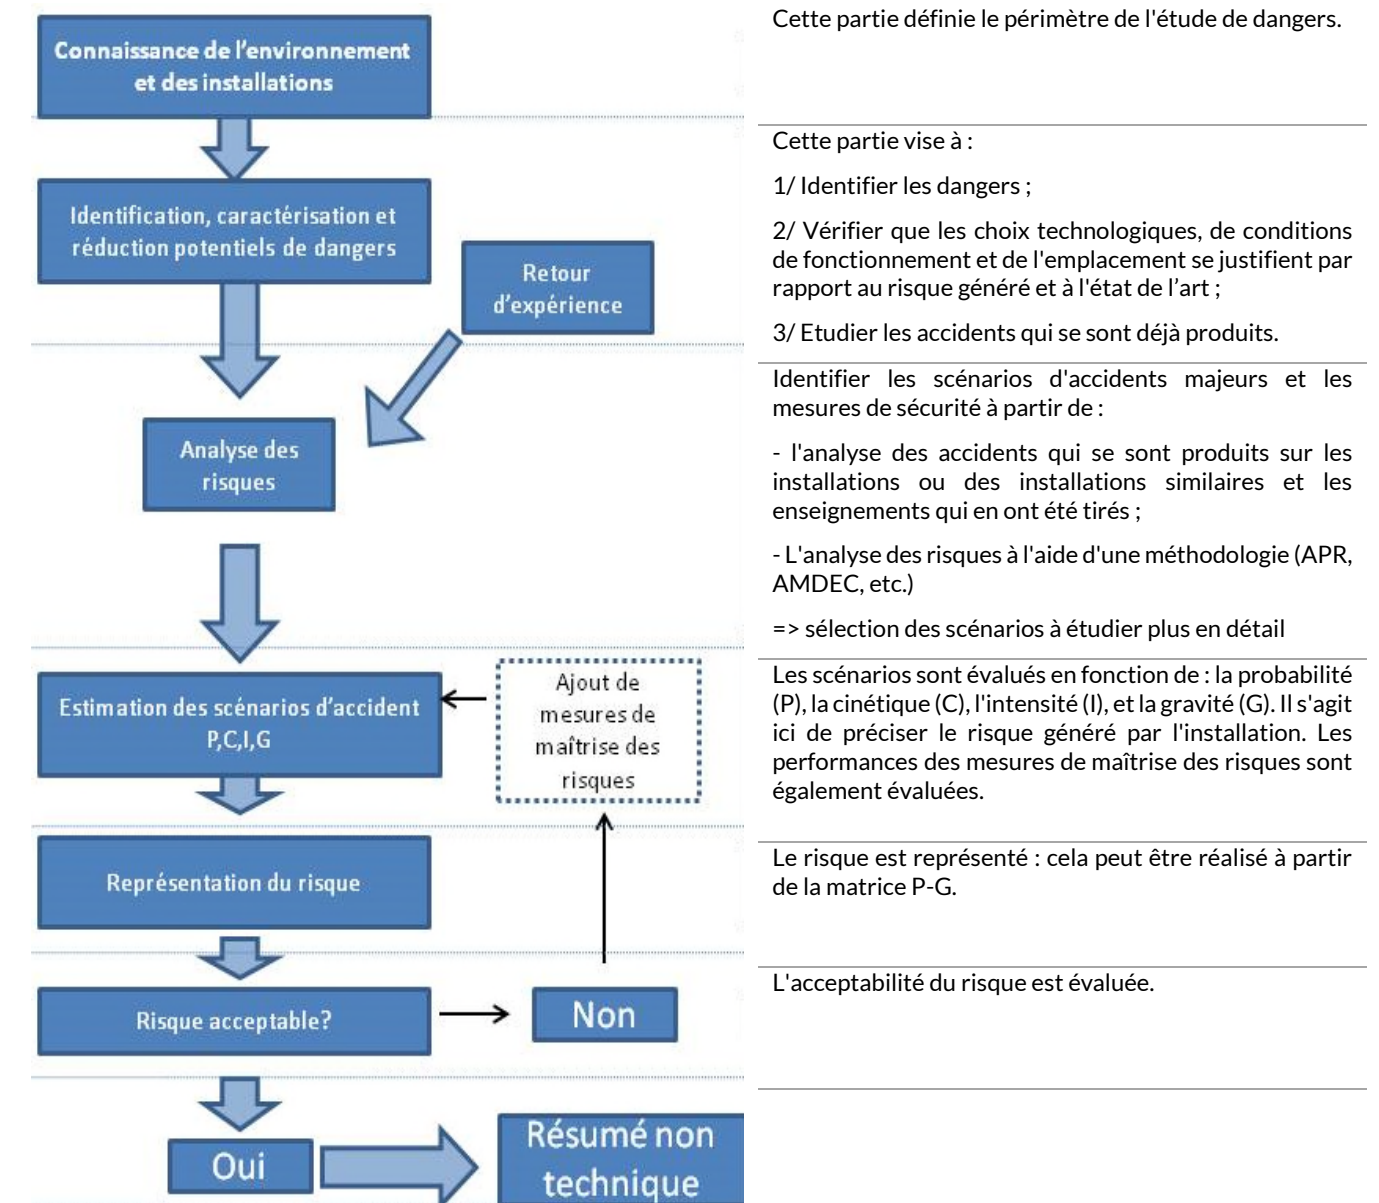 Connaissance de l'environnement
et des installations
Cette partie définie le périmètre de l'étude de dangers.
Identification, caractérisation et
réduction potentiels de dangers
Retour
d'expérience
Cette partie vise à :
1/ Identifier les dangers ;
2/ Vérifier que les choix technologiques, de conditions
de fonctionnement et de l'emplacement se justifient par
rapport au risque généré et à l'état de l’art ;
3/ Etudier les accidents qui se sont déjà produits.
Analyse des
risques
Identifier les scénarios d'accidents majeurs et les
mesures de sécurité à partir de :
- l'analyse des accidents qui se sont produits sur les
installations ou des installations similaires et les
enseignements qui en ont été tirés ;
- L'analyse des risques à l'aide d'une méthodologie (APR,
AMDEC, etc.)
=> sélection des scénarios à étudier plus en détail
Estimation des scénarios d'accident
P,C,I,G
Ajout de
mesures de
maîtrise des
risques
Les scénarios sont évalués en fonction de : la probabilité
(P), la cinétique (C), l'intensité (I), et la gravité (G). Il s'agit
ici de préciser le risque généré par l'installation. Les
performances des mesures de maîtrise des risques sont
également évaluées.
Représentation du risque
Le risque est représenté : cela peut être réalisé à partir
de la matrice P-G.
Risque acceptable?
Non
L'acceptabilité du risque est évaluée.
Oui
Résumé non
technique